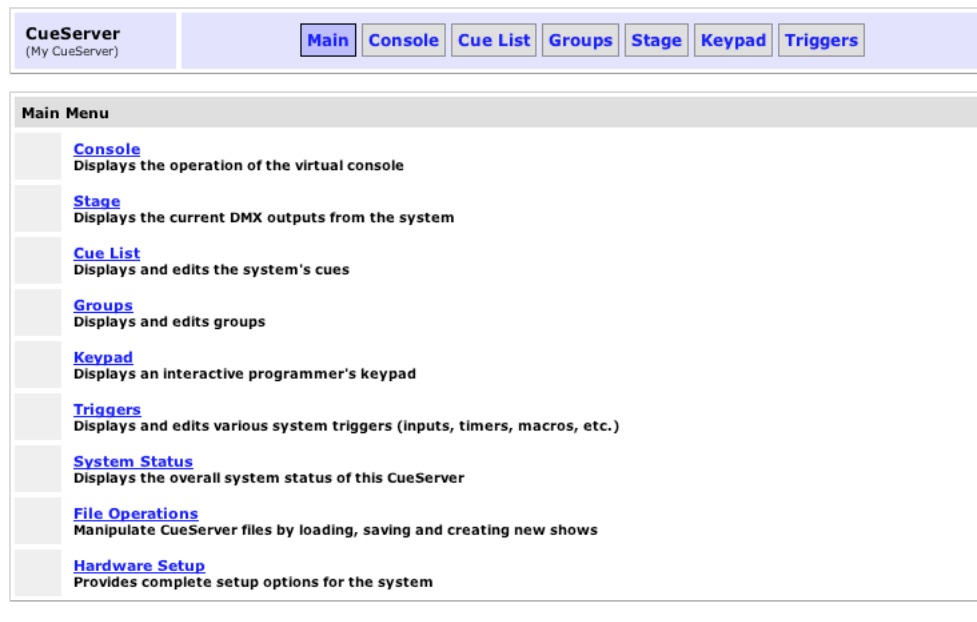 CueServer
(My CueServer)
Main Console Cue List Groups Stage Keypad Triggers
Main Menu
Console
Displays the operation of the virtual console
Stage
Displays the current DMX outputs from the system
Cue List
Displays and edits the system's cues
Groups
Displays and edits groups
Keypad
Displays an interactive programmer's keypad
Triggers
Displays and edits various system triggers (inputs, timers, macros, etc.)
System Status
Displays the overall system status of this CueServer
File Operations
Manipulate CueServer files by loading, saving and creating new shows
Hardware Setup
Provides complete setup options for the system